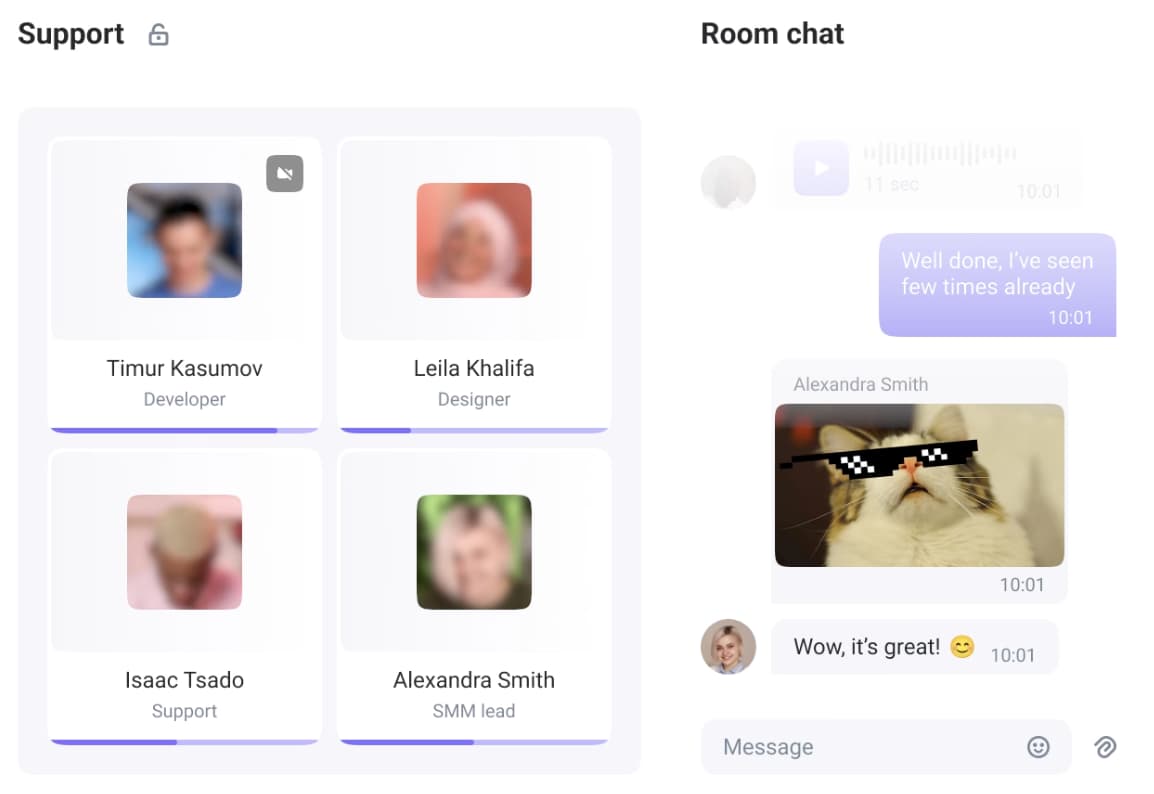 Support
Timur Kasumov
Developer
Leila Khalifa
Designer
Isaac Tsado
Support
Alexandra Smith
SMM lead
Room chat
11 sec
10:01
Well done, I’ve seen
few times already
10:01
Alexandra Smith
10:01
Wow, it’s great! 😊
10:01
Message